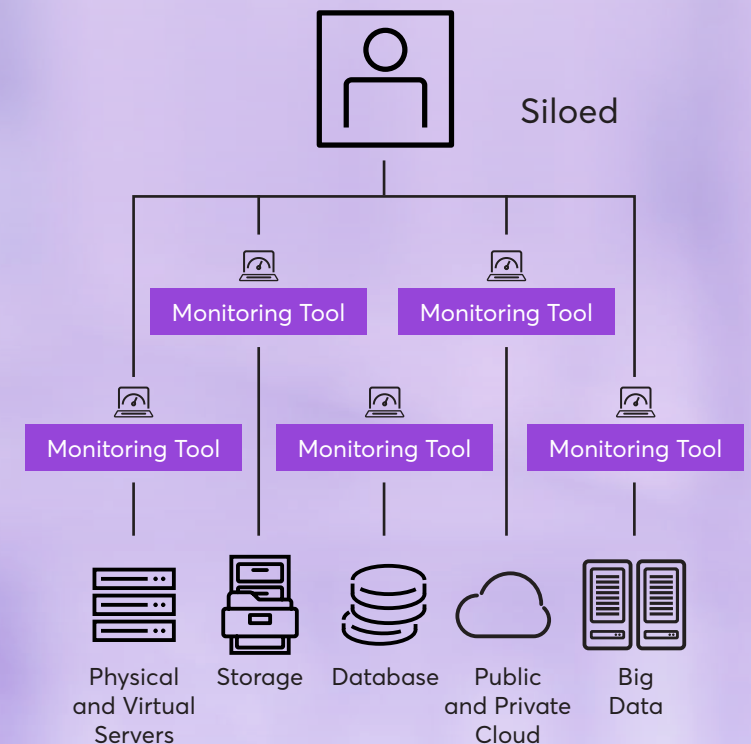 Siloed
Monitoring Tool
Monitoring Tool
Monitoring Tool
Monitoring Tool
Monitoring Tool
Physical
and Virtual
Servers
Storage
Database
Public
and Private
Cloud
Big
Data